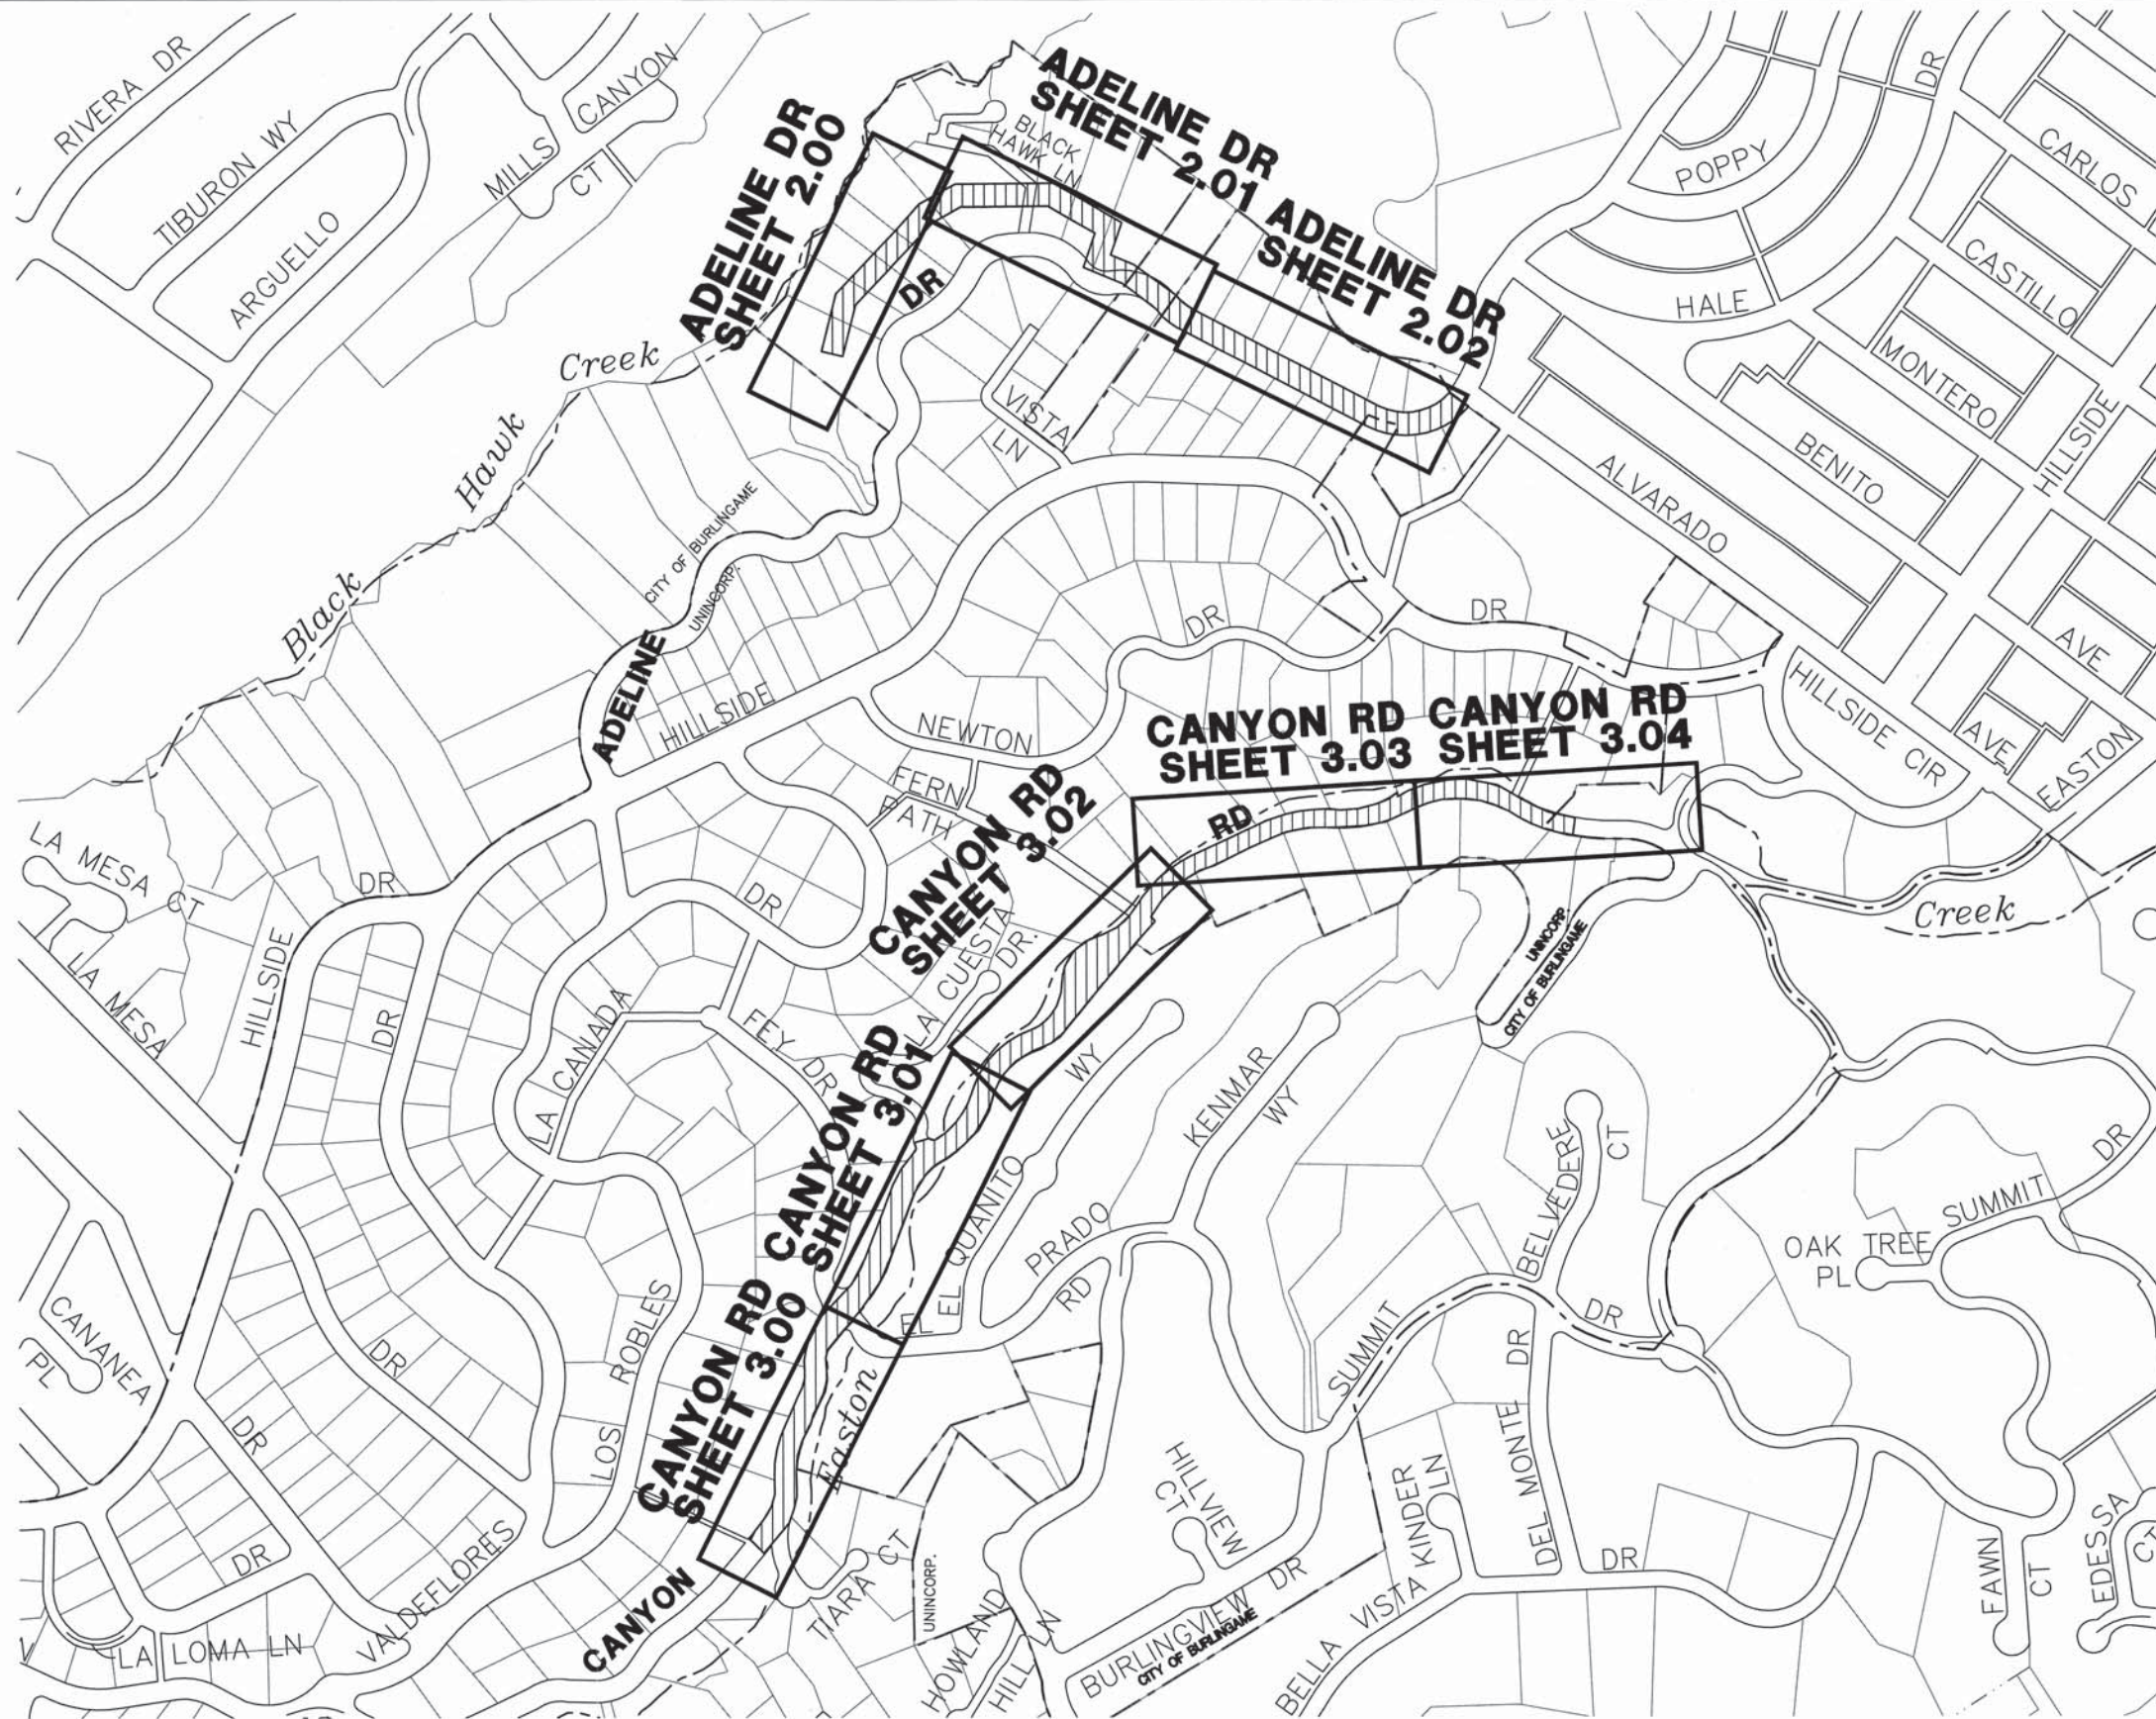 RIVERA DR
TIBURON WY
ARGUELLO
MILLS
CANYON
CT
ADELINE DR
SHEET 2.00
ADELINE DR
SHEET 2.01
BLACK
HAWK LN
ADELINE DR
SHEET 2.02
DR
POPPY
HALE
DR
CARLOS
CASTILLO
MONTERO
HILLSIDE
BENITO
ALVARADO
Black
Hawk
Creek
VISTA
LN
CITY OF BURLINGAME
UNINCORP.
ADELINE
HILLSIDE
DR
DR
NEWTON
FERN
PATH
AVE
HILLSIDE CIR
AVE
EASTON
CANYON RD
SHEET 3.03
CANYON RD
SHEET 3.04
RD
CANYON RD
SHEET 3.02
LA MESA
CT
LA MESA
DR
HILLSIDE
DR
DR
LA CANADA
FEY DR
LA CUESTA
DR.
UNINCORP
CITY OF BURLINGAME
Creek
CANYON RD
SHEET 3.01
WY
KENMAR
WY
EL QUANITO
EL
PRADO
RD
BELVEDERE
CT
DR
SUMMIT
OAK TREE
PL
CANANEA
PL
DR
DR
LOS
ROBLES
CANYON RD
SHEET 3.00
Easton
SUMMIT
DR
DR
DEL MONTE
HILLVIEW
CT
KINDER
LN
DR
VALDEFLORES
LA LOMA LN
CANYON
TIARA CT
UNINCORP.
HOWLAND
HILL LN
BURLINGVIEW DR
CITY OF BURLINGAME
BELLA VISTA
DR
FAWN
CT
EDESSA
CT